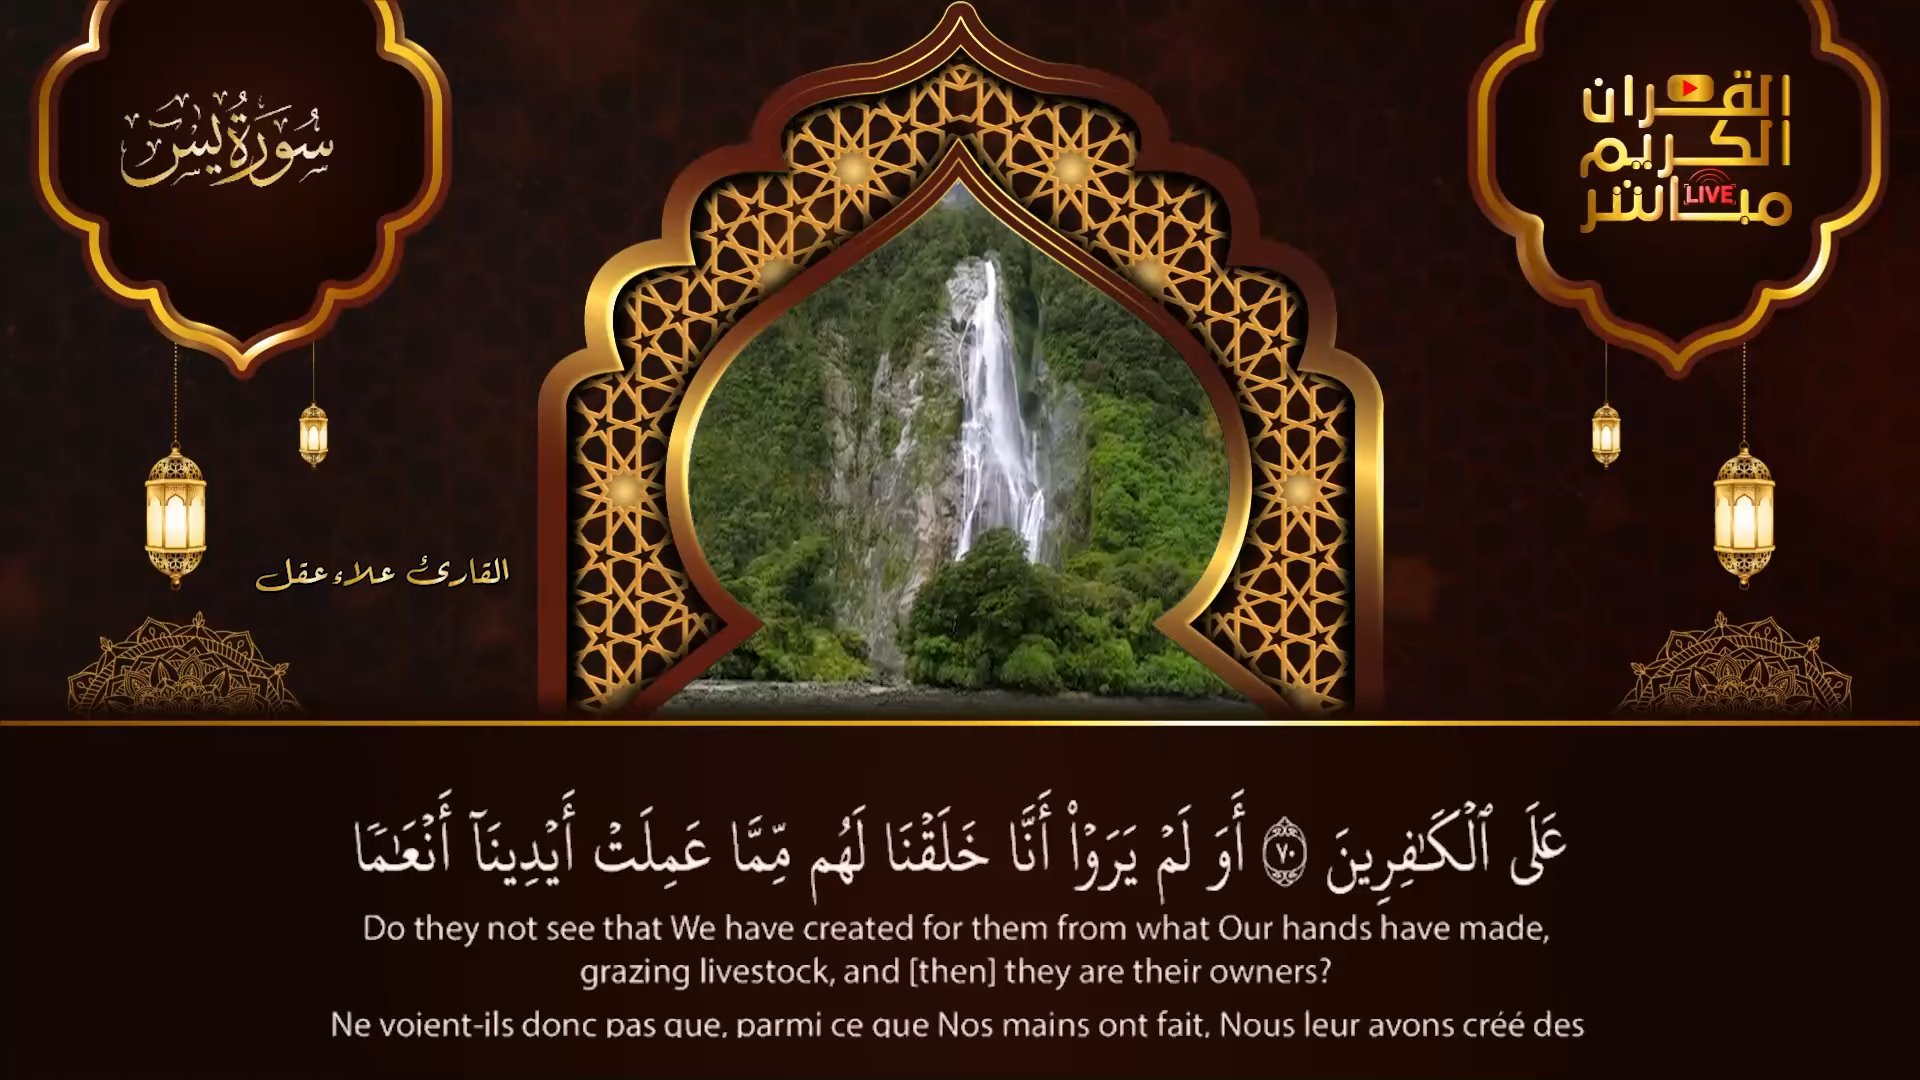 سُورَةُ يسٓ
القرآن
الكريم
مباشر
LIVE
القارئ علاء عقل
عَلَى ٱلْكَـٰفِرِينَ ٧٠ أَوَ لَمْ يَرَوْا۟ أَنَّا خَلَقْنَا لَهُم مِّمَّا عَمِلَتْ أَيْدِينَآ أَنْعَـٰمًا
Do they not see that We have created for them from what Our hands have made,
grazing livestock, and [then] they are their owners?
Ne voient-ils donc pas que, parmi ce que Nos mains ont fait, Nous leur avons créé des